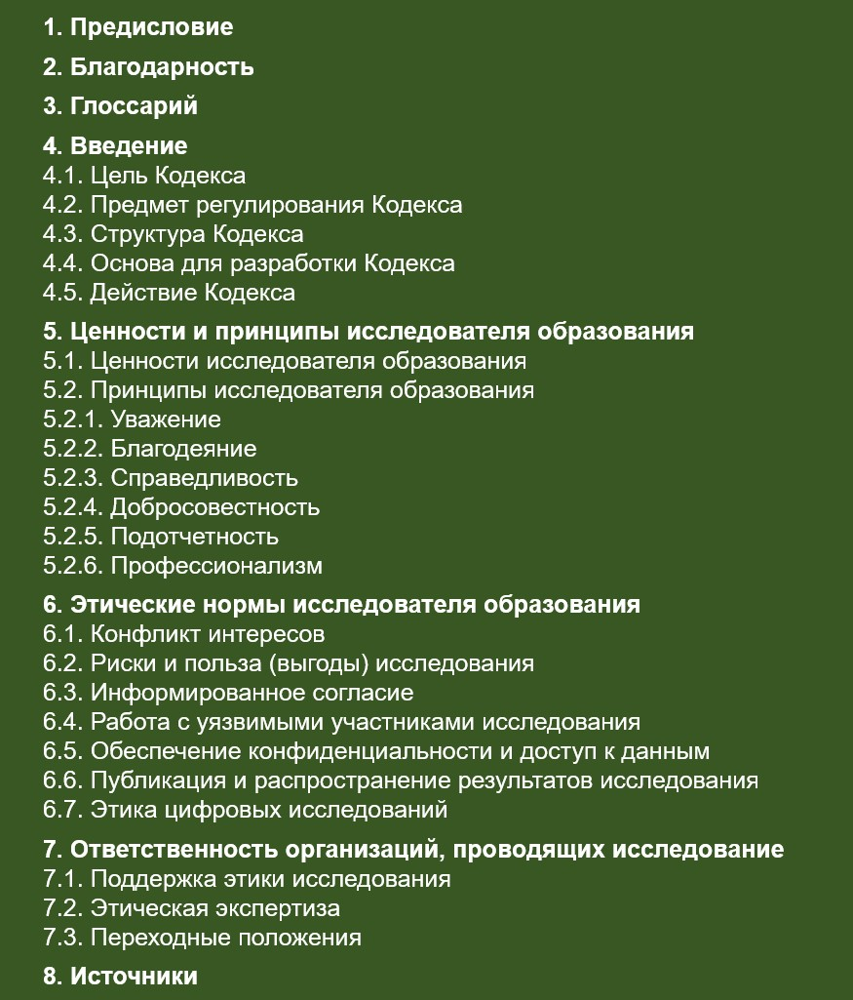 1. Предисловие
2. Благодарность
3. Глоссарий
4. Введение
4.1. Цель Кодекса
4.2. Предмет регулирования Кодекса
4.3. Структура Кодекса
4.4. Основа для разработки Кодекса
4.5. Действие Кодекса
5. Ценности и принципы исследователя образования
5.1. Ценности исследователя образования
5.2. Принципы исследователя образования
5.2.1. Уважение
5.2.2. Благодеяние
5.2.3. Справедливость
5.2.4. Добросовестность
5.2.5. Подотчетность
5.2.6. Профессионализм
6. Этические нормы исследователя образования
6.1. Конфликт интересов
6.2. Риски и польза (выгоды) исследования
6.3. Информированное согласие
6.4. Работа с уязвимыми участниками исследования
6.5. Обеспечение конфиденциальности и доступ к данным
6.6. Публикация и распространение результатов исследования
6.7. Этика цифровых исследований
7. Ответственность организаций, проводящих исследование
7.1. Поддержка этики исследования
7.2. Этическая экспертиза
7.3. Переходные положения
8. Источники